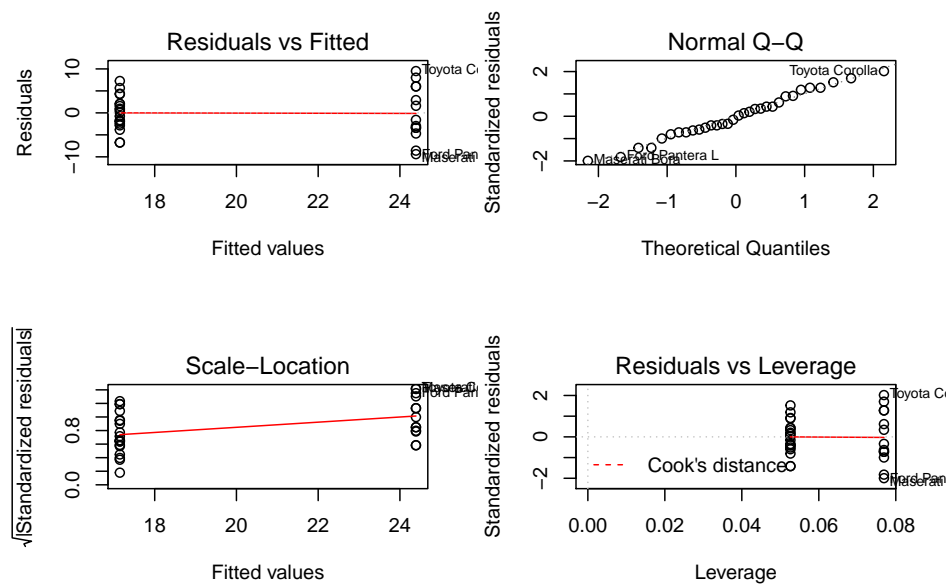 Residuals vs Fitted
Residuals
10
0
−10
Toyota Co
Ford Pan
Maserati
18 20 22 24
Fitted values
Normal Q−Q
Standardized residuals
2
0
−2
Toyota Corolla
Ford Pantera L
Maserati Bora
−2 −1 0 1 2
Theoretical Quantiles
Scale−Location
√|Standardized residuals|
0.8
0.0
Ford Pan
18 20 22 24
Fitted values
Residuals vs Leverage
Standardized residuals
2
0
−2
Toyota Co
Cook's distance
Ford Pan
Maserati
0.00 0.02 0.04 0.06 0.08
Leverage